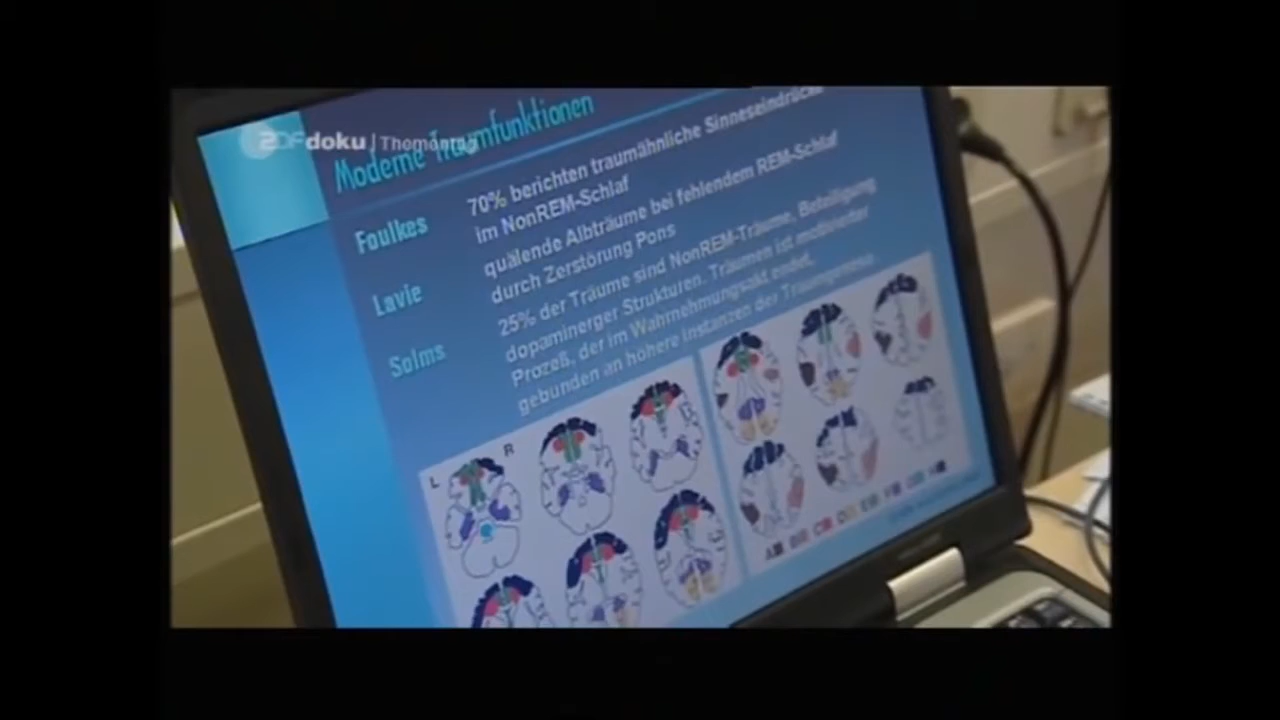 ZDFdoku | Thementag
Moderne Traumfunktionen
Foulkes
70% berichten traumähnliche Sinneseindrücke
im NonREM-Schlaf
Lavie
quälende Albträume bei fehlendem REM-Schlaf
durch Zerstörung Pons
Solms
25% der Träume sind NonREM-Träume, Beteiligung
dopaminerger Strukturen. Träumen ist motivierter
Prozeß, der im Wahrnehmungsakt endet,
gebunden an höhere Instanzen der
L
R
A
B
C
D
E